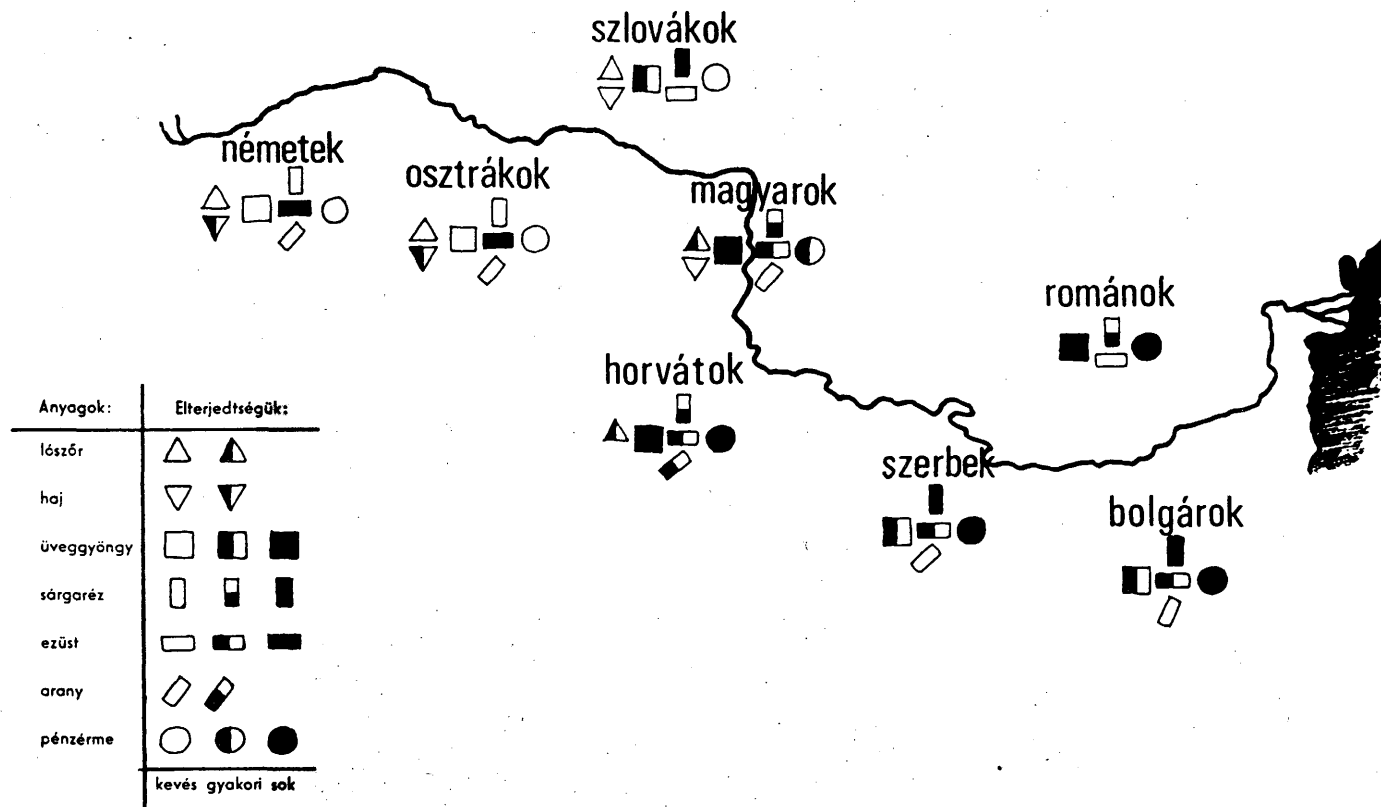 szlovákok
németek
osztrákok
magyarok
románok
horvátok
szerbek
bolgárok
Anyagok: Elterjedtségük:
lószőr
haj
üveggyöngy
sárgaréz
ezüst
arany
pénzérme
kevés gyakori sok